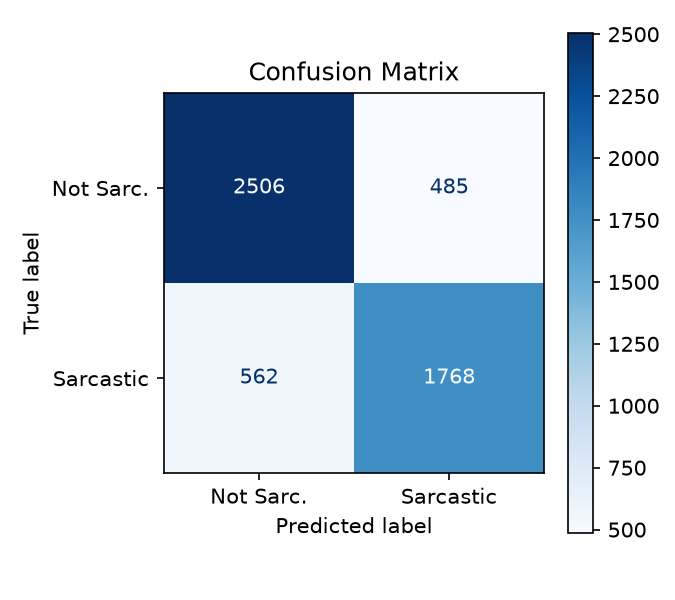 Confusion Matrix
Not Sarc.
2506
485
Sarcastic
562
1768
True label
Not Sarc.
Sarcastic
Predicted label
2500
2250
2000
1750
1500
1250
1000
750
500